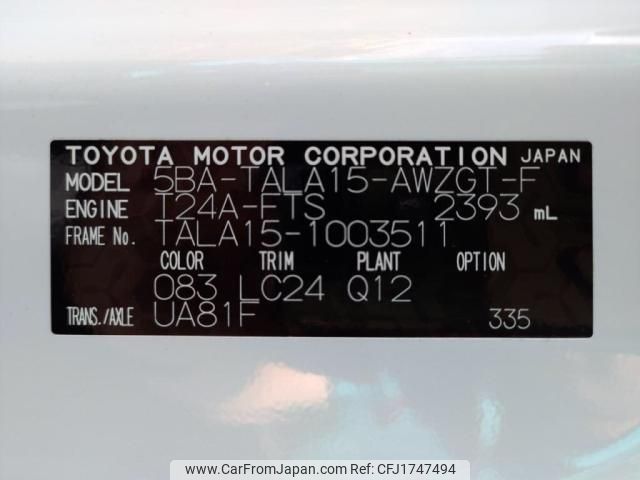 TOYOTA MOTOR CORPORATION JAPAN
MODEL 5BA-TALA15-AWZGT-F
ENGINE T24A-FTS 2393 mL
FRAME No. TALA15-1003511
COLOR TRIM PLANT OPTION
083 LC24 Q12
TRANS./AXLE UA81F 335
www.CarFromJapan.com REFNO: CFJ1747494